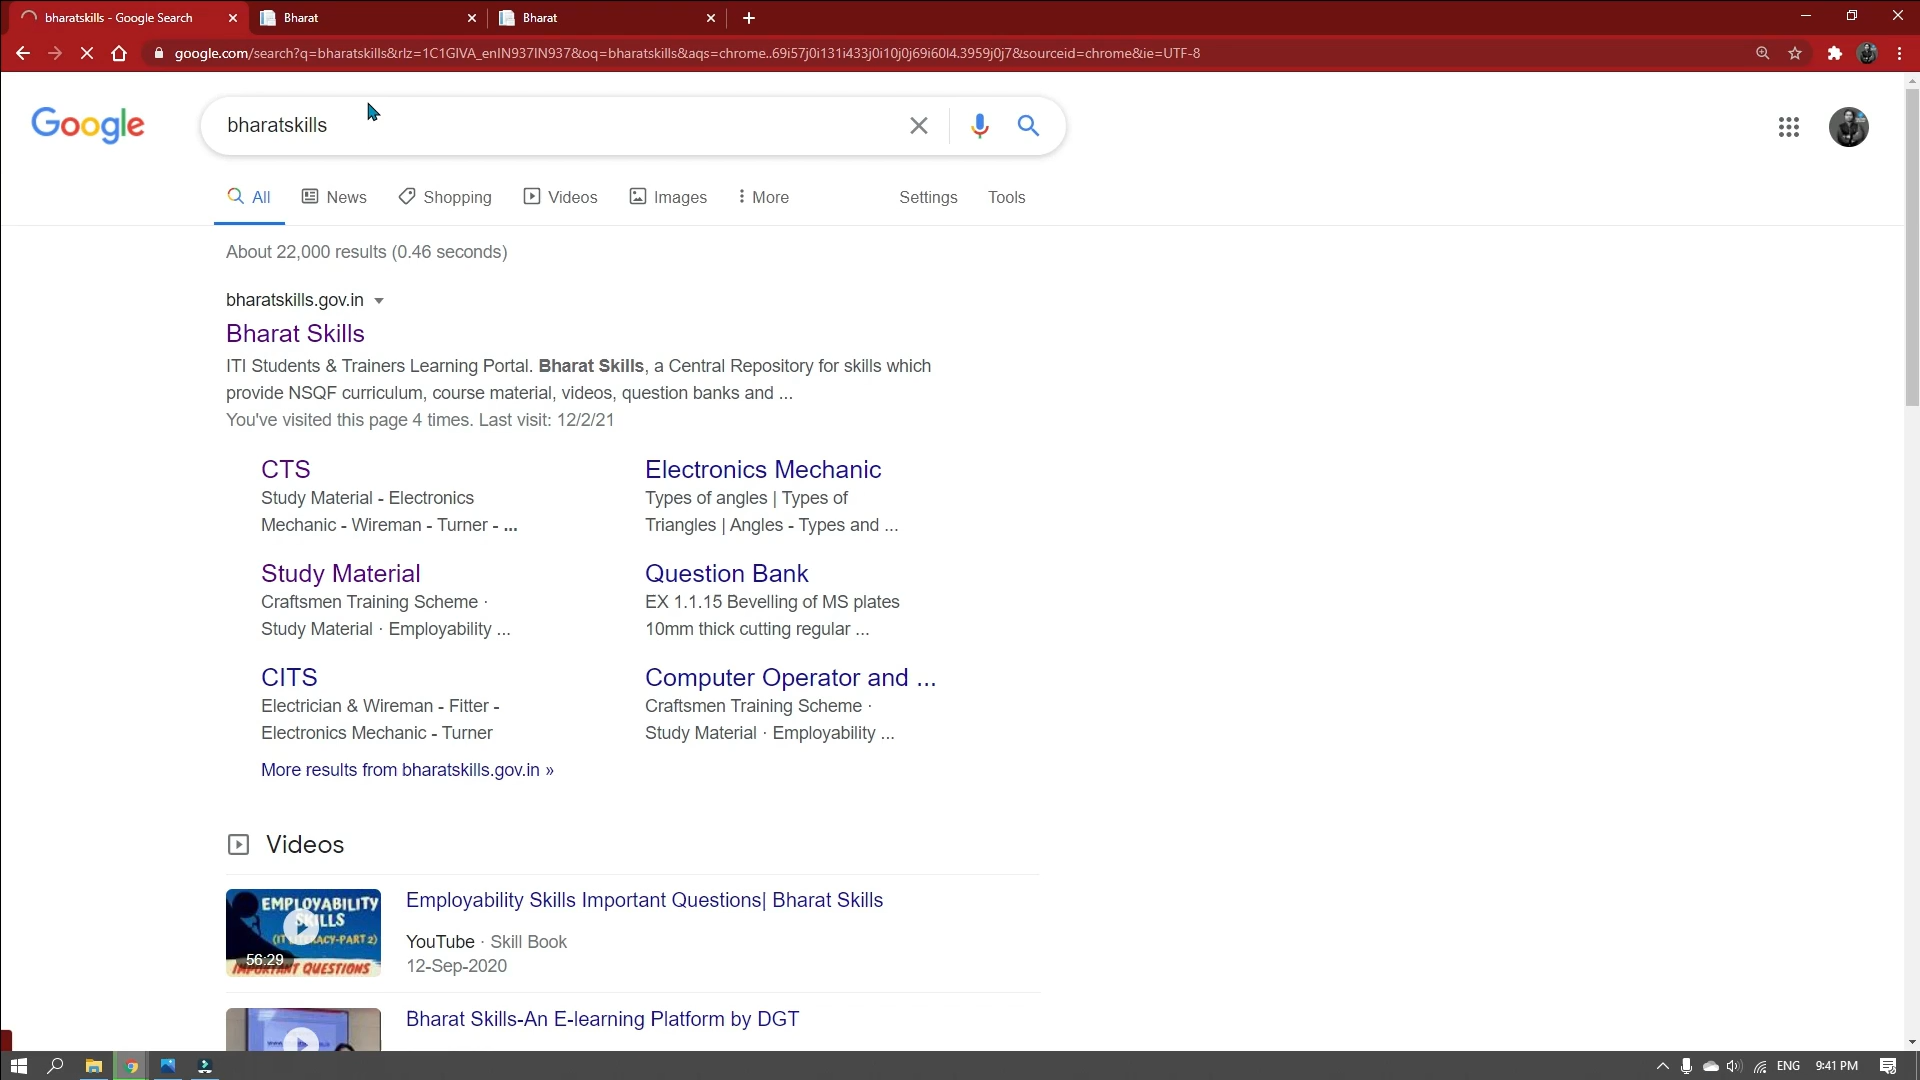 bharatskills - Google Search
Bharat
Bharat
google.com/search?q=bharatskills&rlz=1C1GIVA_enIN937IN937&oq=bharatskills&aqs=chrome..69i57j0i131i433j0i10j0j69i60l4.3959j0j7&sourceid=chrome&ie=UTF-8
Google
bharatskills
All
News
Shopping
Videos
Images
More
Settings
Tools
About 22,000 results (0.46 seconds)
bharatskills.gov.in
Bharat Skills
ITI Students & Trainers Learning Portal. Bharat Skills, a Central Repository for skills which
provide NSQF curriculum, course material, videos, question banks and ...
You've visited this page 4 times. Last visit: 12/2/21
CTS
Study Material - Electronics
Mechanic - Wireman - Turner - ...
Electronics Mechanic
Types of angles | Types of
Triangles | Angles - Types and ...
Study Material
Craftsmen Training Scheme ·
Study Material · Employability ...
Question Bank
EX 1.1.15 Bevelling of MS plates
10mm thick cutting regular ...
CITS
Electrician & Wireman - Fitter -
Electronics Mechanic - Turner
Computer Operator and ...
Craftsmen Training Scheme ·
Study Material · Employability ...
More results from bharatskills.gov.in »
Videos
EMPLOYABILITY
SKILLS
(IT LITERACY-PART 2)
56:29
IMPORTANT QUESTIONS
Employability Skills Important Questions| Bharat Skills
YouTube · Skill Book
12-Sep-2020
Bharat Skills-An E-learning Platform by DGT
ENG
9:41 PM